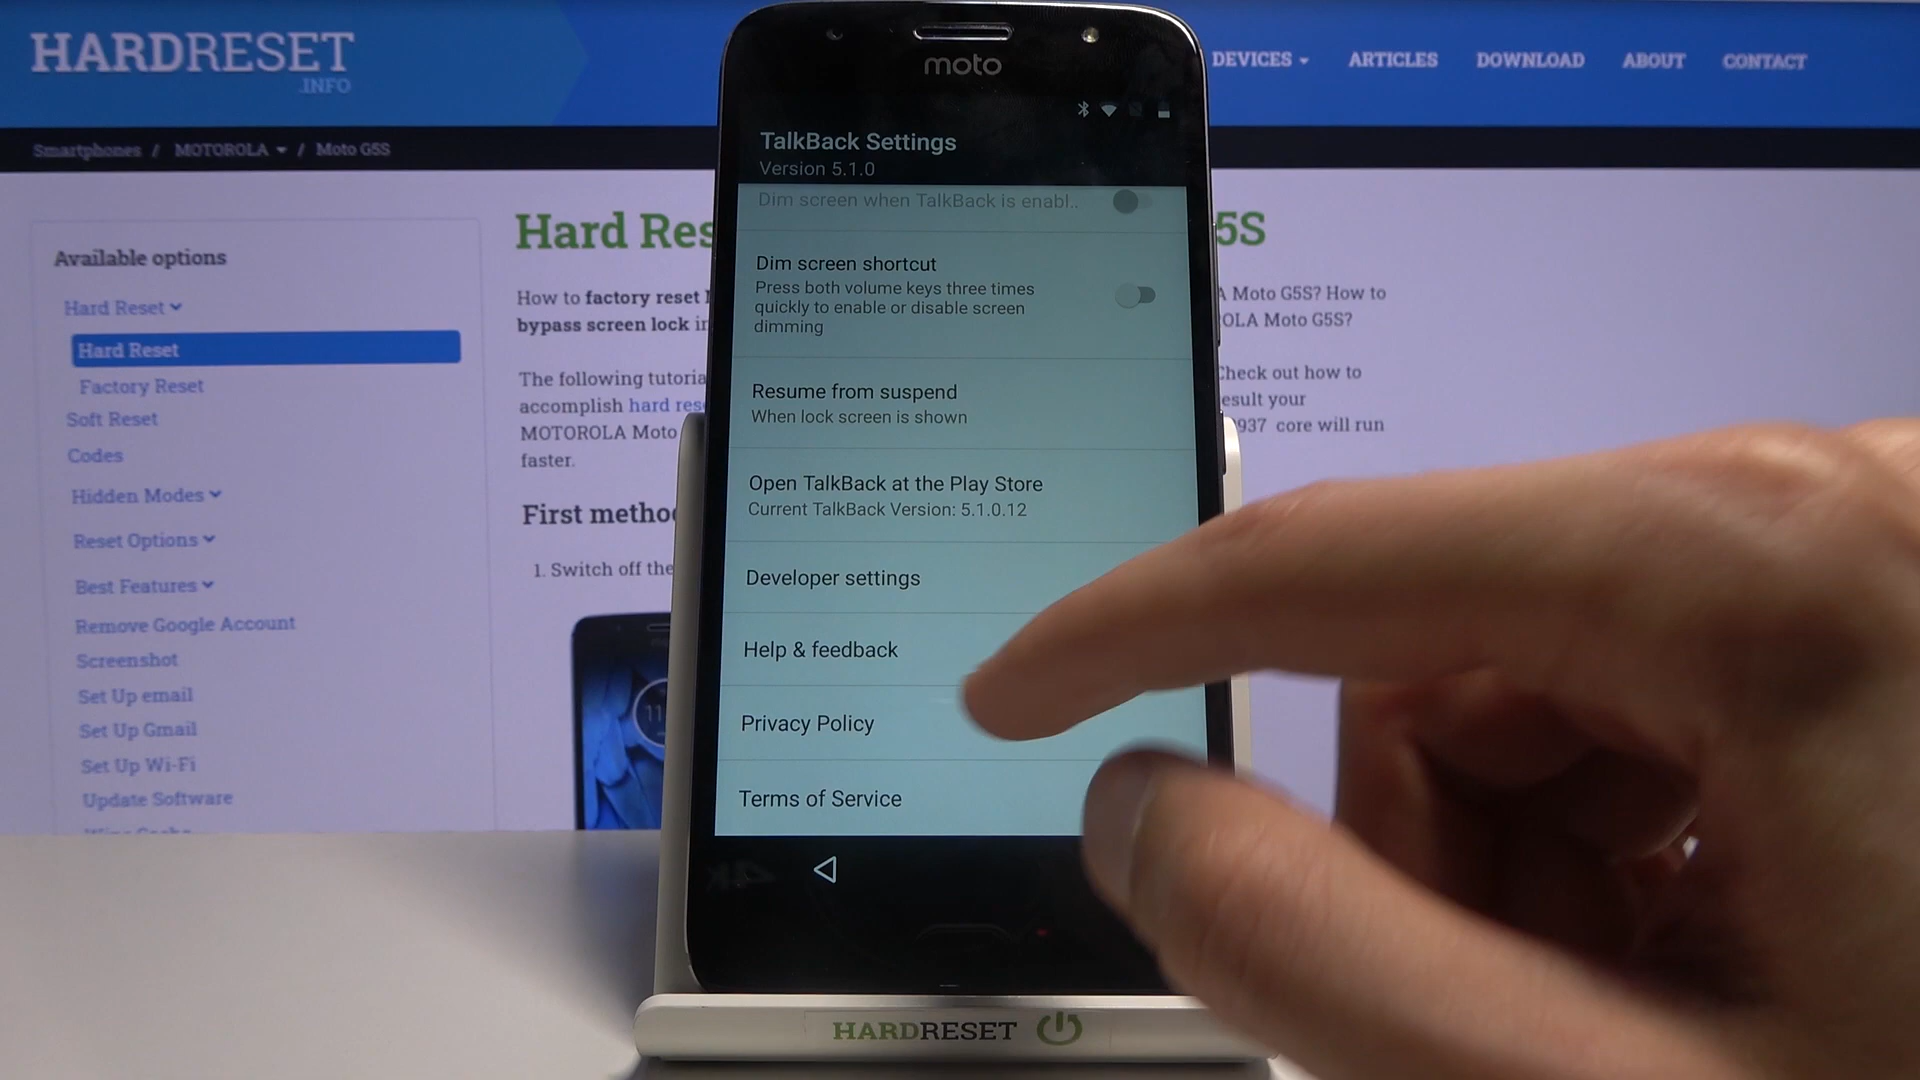 HARDRESET
.INFO
DEVICES
ARTICLES
DOWNLOAD
ABOUT
CONTACT
Smartphones / MOTOROLA / Moto G5S
Available options
Hard Reset
Hard Reset
Factory Reset
Soft Reset
Codes
Hidden Modes
Reset Options
Best Features
Remove Google Account
Screenshot
Set Up email
Set Up Gmail
Set Up Wi-Fi
Update Software
Hard Res
G5S
How to factory reset
bypass screen lock
A Moto G5S? How to
OLA Moto G5S?
The following tutoria
accomplish hard res
MOTOROLA Moto
faster.
Check out how to
esult your
937 core will run
First metho
1. Switch off the
11
moto
TalkBack Settings
Version 5.1.0
Dim screen when TalkBack is enabl..
Dim screen shortcut
Press both volume keys three times
quickly to enable or disable screen
dimming
Resume from suspend
When lock screen is shown
Open TalkBack at the Play Store
Current TalkBack Version: 5.1.0.12
Developer settings
Help & feedback
Privacy Policy
Terms of Service
HARDRESET